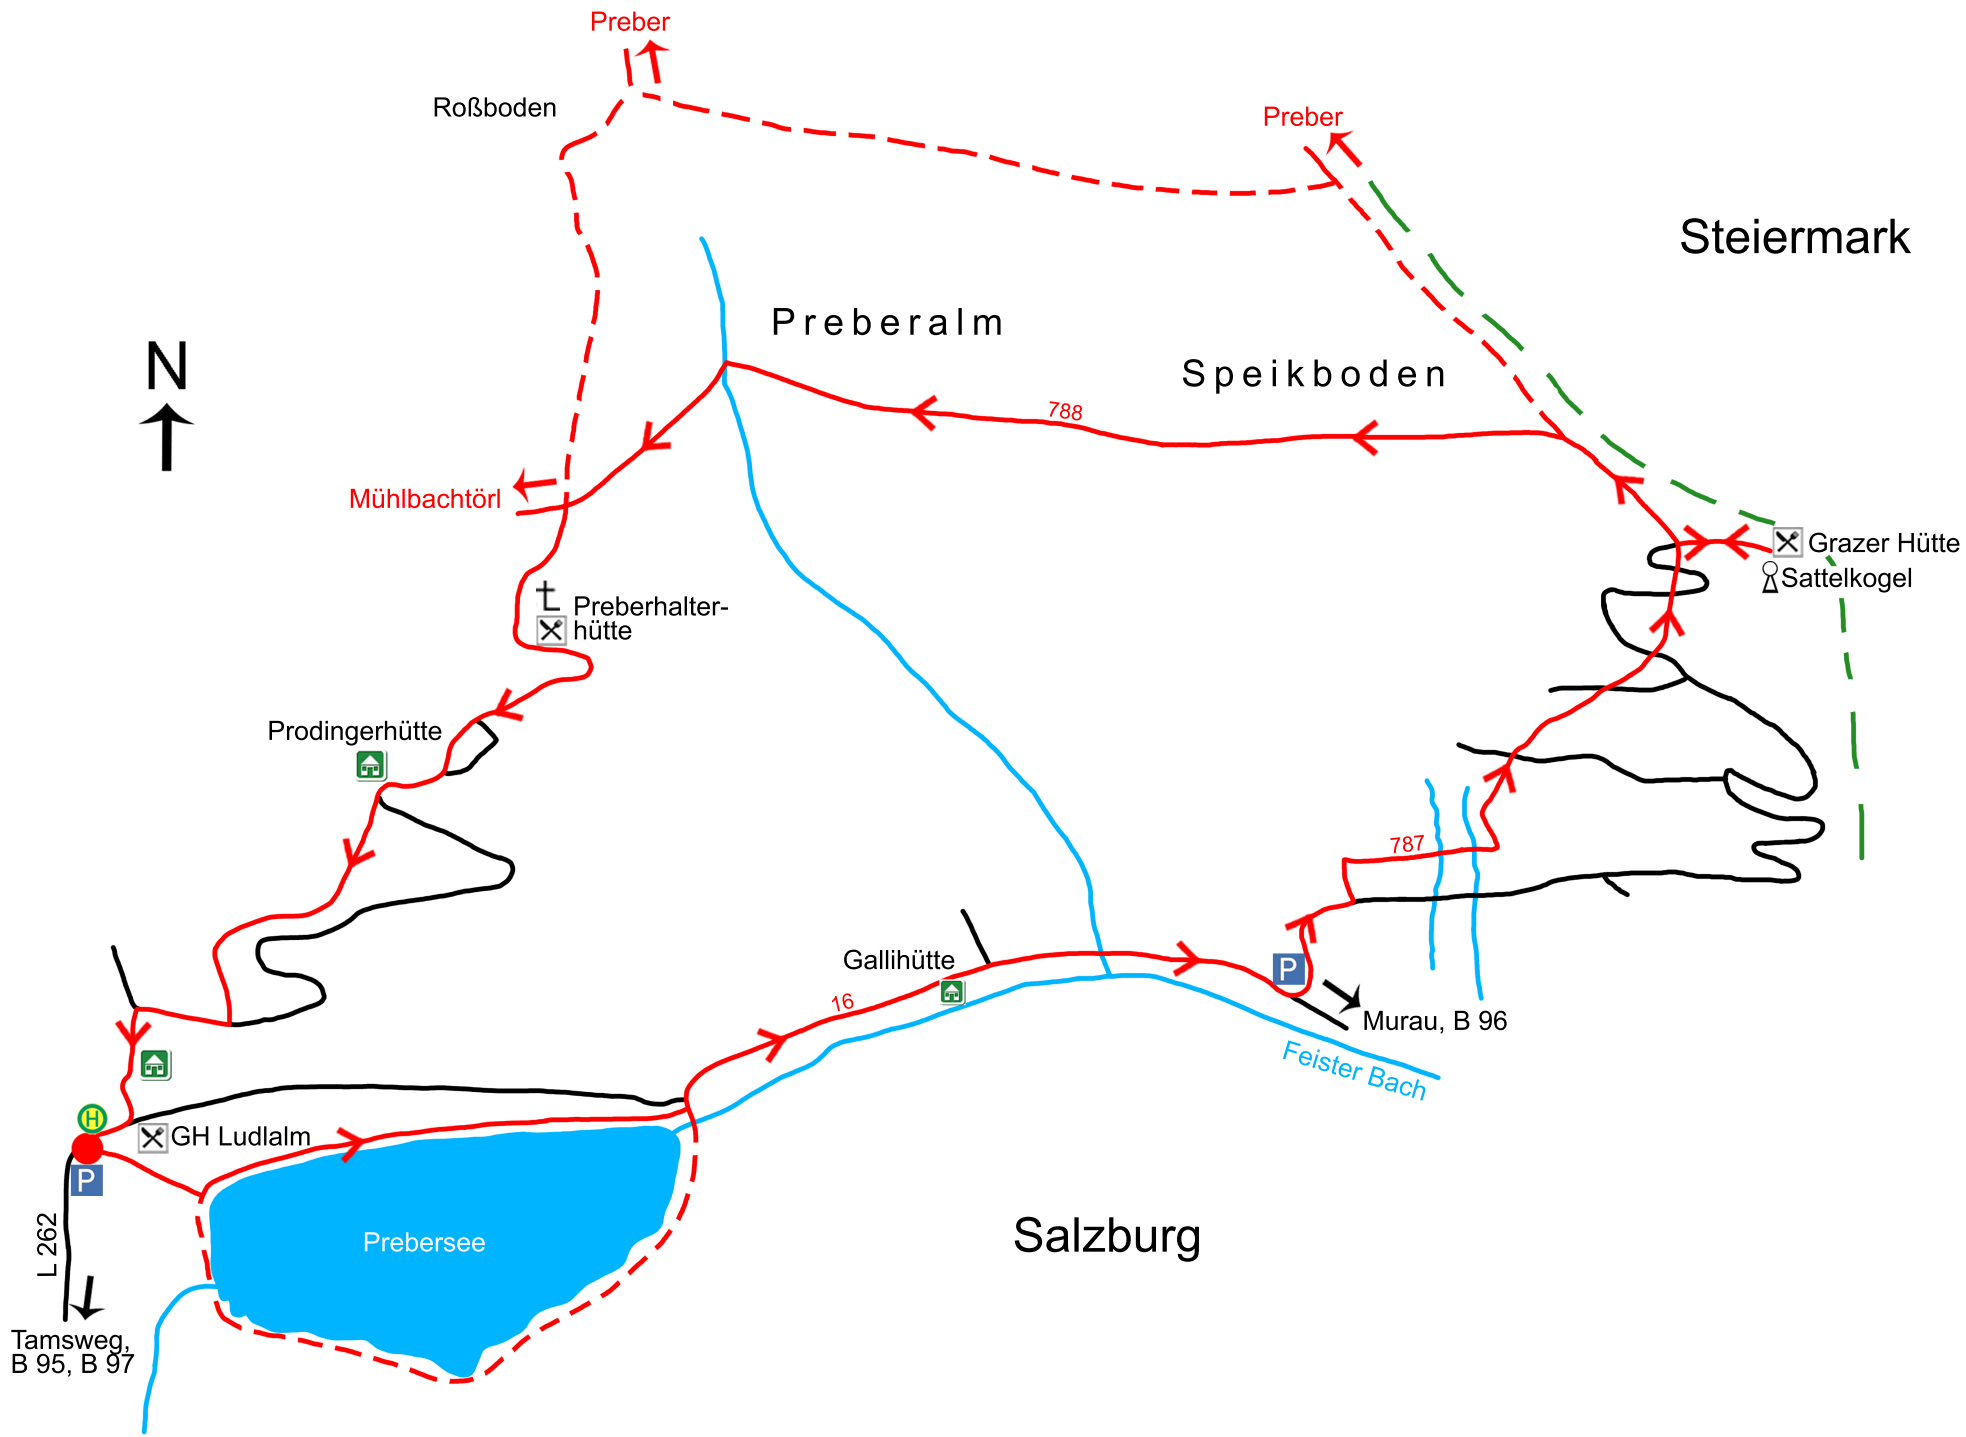 Preber
Roßboden
Preber
Steiermark
N
Preberalm
Speikboden
788
Mühlbachtörl
Grazer Hütte
Sattelkogel
Preberhalter-
hütte
Prodingerhütte
787
Gallihütte
P
16
Murau, B 96
Feister Bach
H
GH Ludlalm
P
L 262
Prebersee
Salzburg
Tamsweg,
B 95, B 97